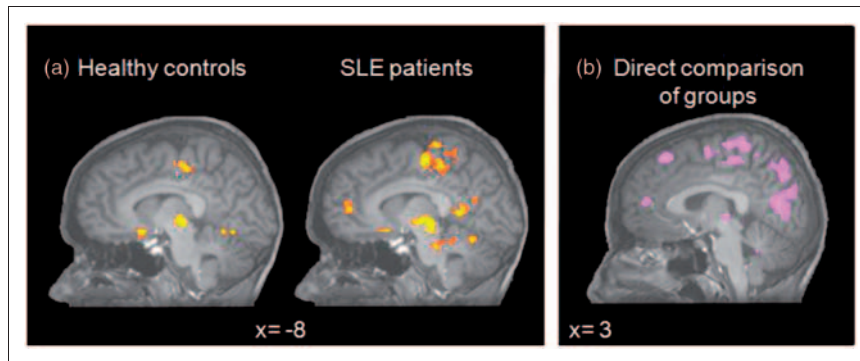 (a) Healthy controls
SLE patients
(b) Direct comparison
of groups
x= -8
x= 3